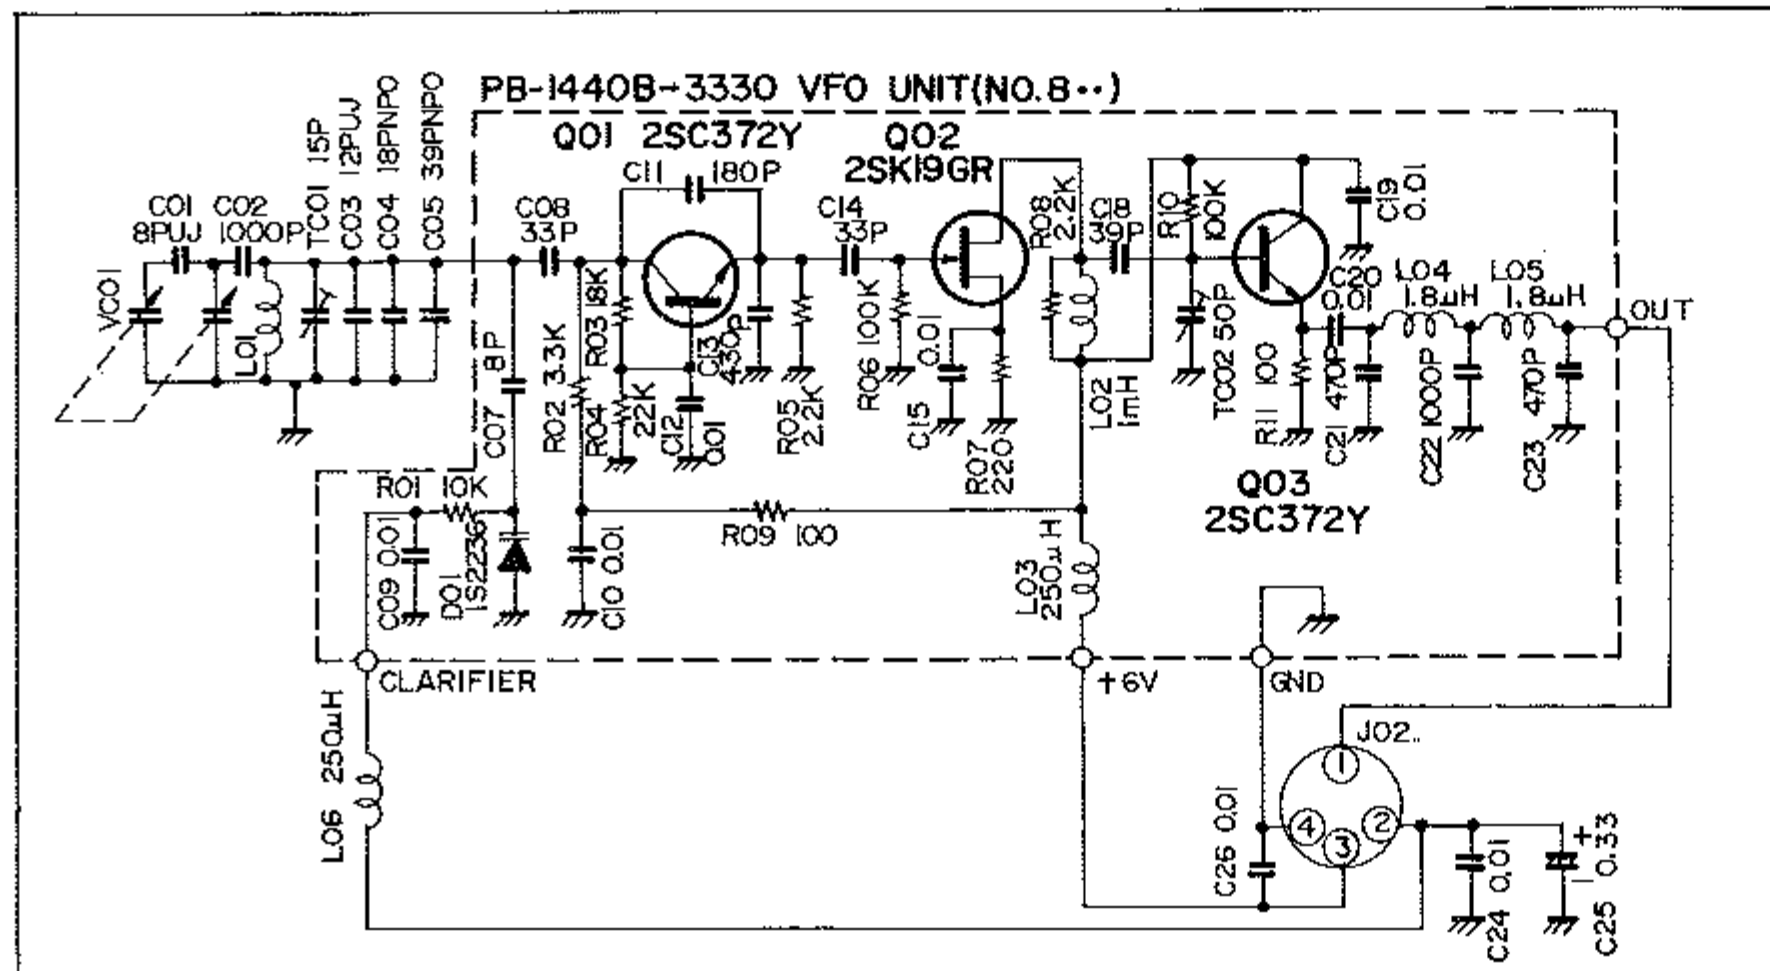 PB-1440B-3330 VFO UNIT(NO.8··)
Q01 2SC372Y
Q02
2SK19GR
C11 180P
C01
8PUJ
C02
1000P
TC01 15P
C03 12PUJ
C04 18PNPO
C05 39PNPO
VC01
L01
C08
33P
C07 8P
R02 3.3K
R03 18K
R04 22K
C12 0.01
C13 430P
R05 2.2K
C14
33P
R06 100K
C15 0.01
R07 220
R08 2.2K
C18
39P
L02 1mH
R10 100K
TC02 50P
C19 0.01
R11 100
C20
0.01
C21 470P
L04
1.8μH
L05
1.8μH
C22 1000P
C23 470P
OUT
Q03
2SC372Y
R01 10K
C09 0.01
D01 1S2236
C10 0.01
R09 100
L03 250μH
CLARIFIER
+6V
GND
L06 250μH
J02
1
4 2
3
C26 0.01
C24 0.01
+
−
C25 0.33